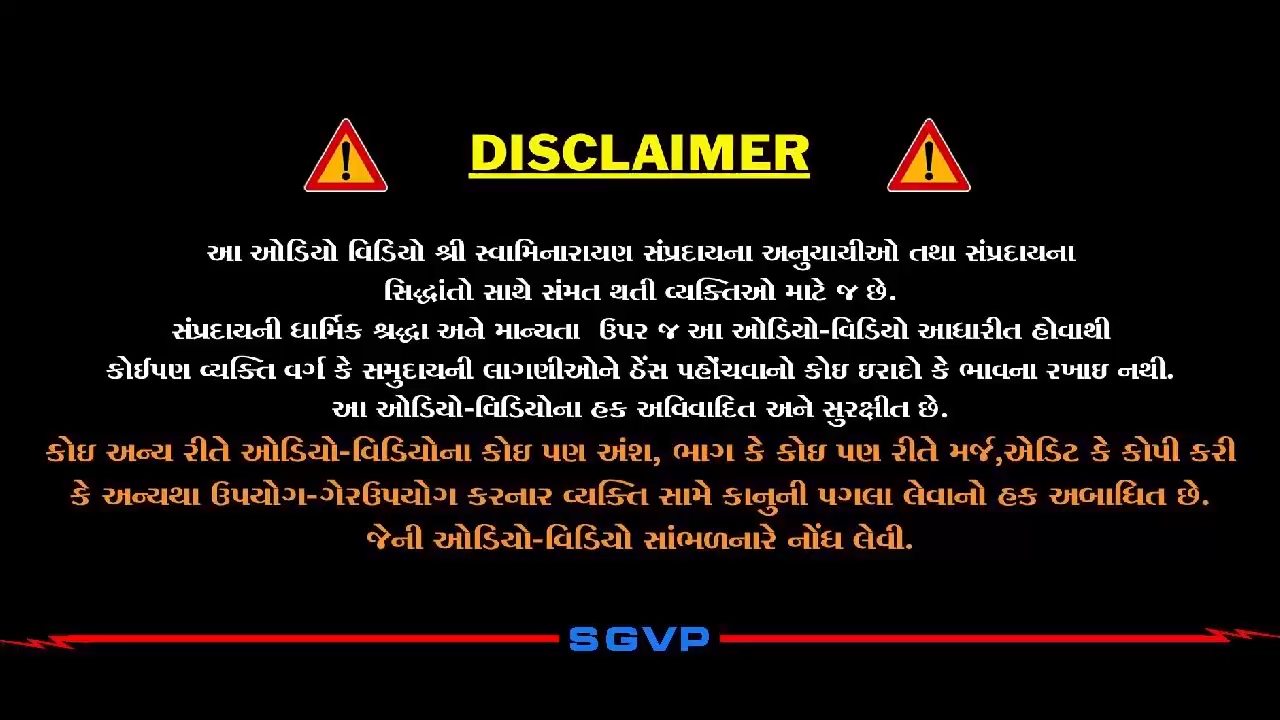 DISCLAIMER
આ ઓડિયો વિડિયો શ્રી સ્વામિનારાયણ સંપ્રદાયના અનુયાયીઓ તથા સંપ્રદાયના
સિદ્ધાંતો સાથે સંમત થતી વ્યક્તિઓ માટે જ છે.
સંપ્રદાયની ધાર્મિક શ્રદ્ધા અને માન્યતા ઉપર જ આ ઓડિયો-વિડિયો આધારીત હોવાથી
કોઈપણ વ્યક્તિ વર્ગ કે સમુદાયની લાગણીઓને ઠેંસ પહોંચવાનો કોઇ ઇરાદો કે ભાવના રખાઇ નથી.
આ ઓડિયો-વિડિયોના હક અવિવાદિત અને સુરક્ષીત છે.
કોઇ અન્ય રીતે ઓડિયો-વિડિયોના કોઇ પણ અંશ, ભાગ કે કોઇ પણ રીતે મર્જ,એડિટ કે કોપી કરી
કે અન્યથા ઉપયોગ-ગેરઉપયોગ કરનાર વ્યક્તિ સામે કાનુની પગલા લેવાનો હક અબાધિત છે.
જેની ઓડિયો-વિડિયો સાંભળનારે નોંધ લેવી.
SGVP